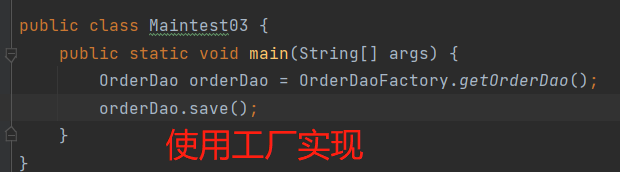 public class Maintest03 {
    public static void main(String[] args) {
        OrderDao orderDao = OrderDaoFactory.getOrderDao();
        orderDao.save();
    }
使用工厂实现
}